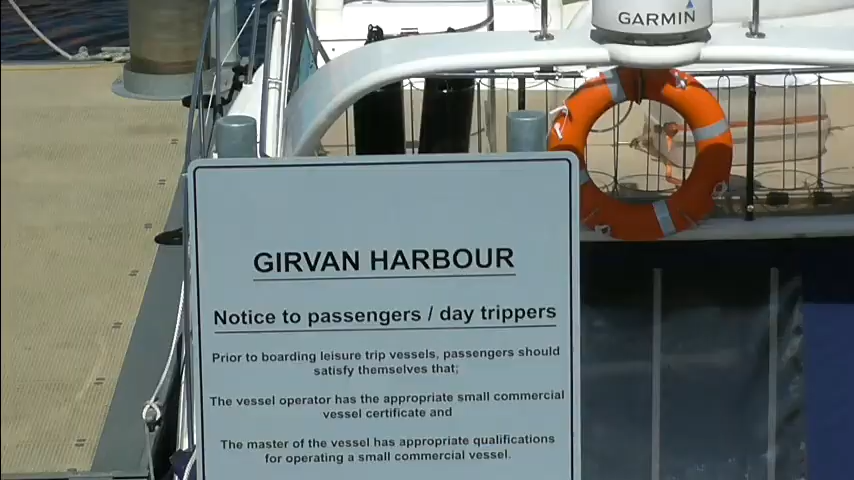 GARMIN
GIRVAN HARBOUR
Notice to passengers / day trippers
Prior to boarding leisure trip vessels, passengers should
satisfy themselves that;
The vessel operator has the appropriate small commercial
vessel certificate and
The master of the vessel has appropriate qualifications
for operating a small commercial vessel.